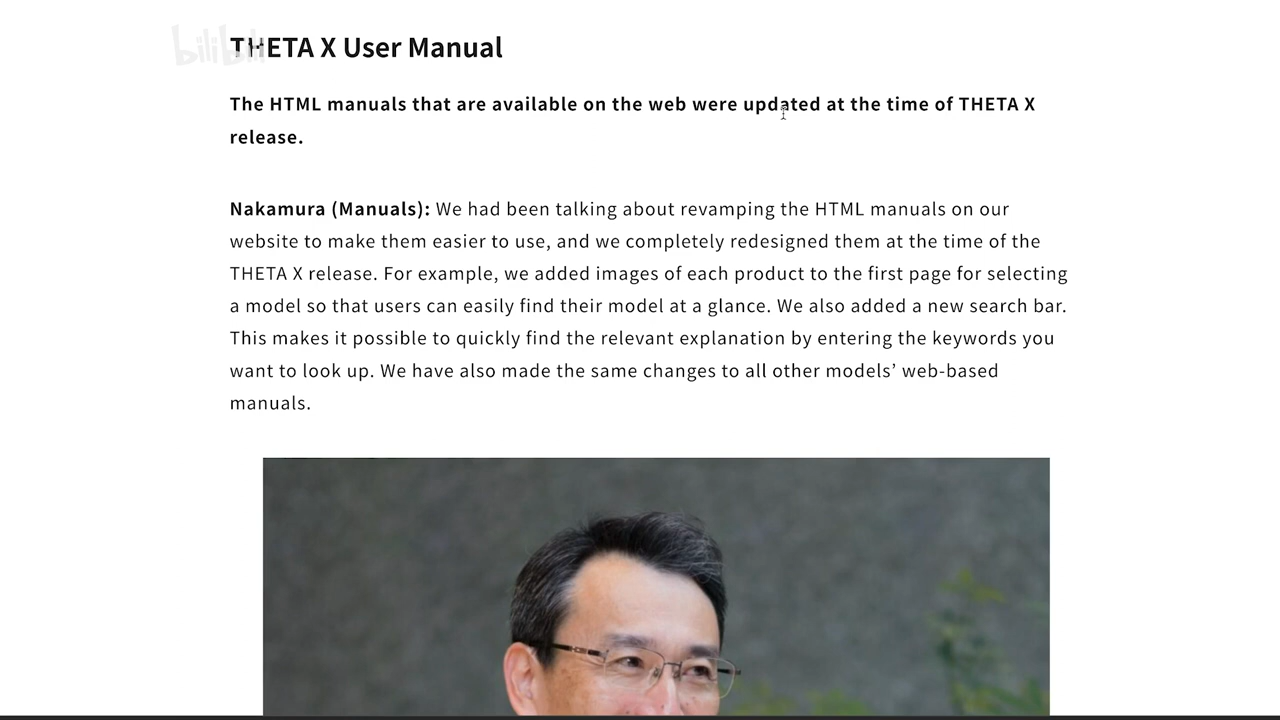 bilibili
THETA X User Manual
The HTML manuals that are available on the web were updated at the time of THETA X
release.
Nakamura (Manuals): We had been talking about revamping the HTML manuals on our
website to make them easier to use, and we completely redesigned them at the time of the
THETA X release. For example, we added images of each product to the first page for selecting
a model so that users can easily find their model at a glance. We also added a new search bar.
This makes it possible to quickly find the relevant explanation by entering the keywords you
want to look up. We have also made the same changes to all other models’ web-based
manuals.